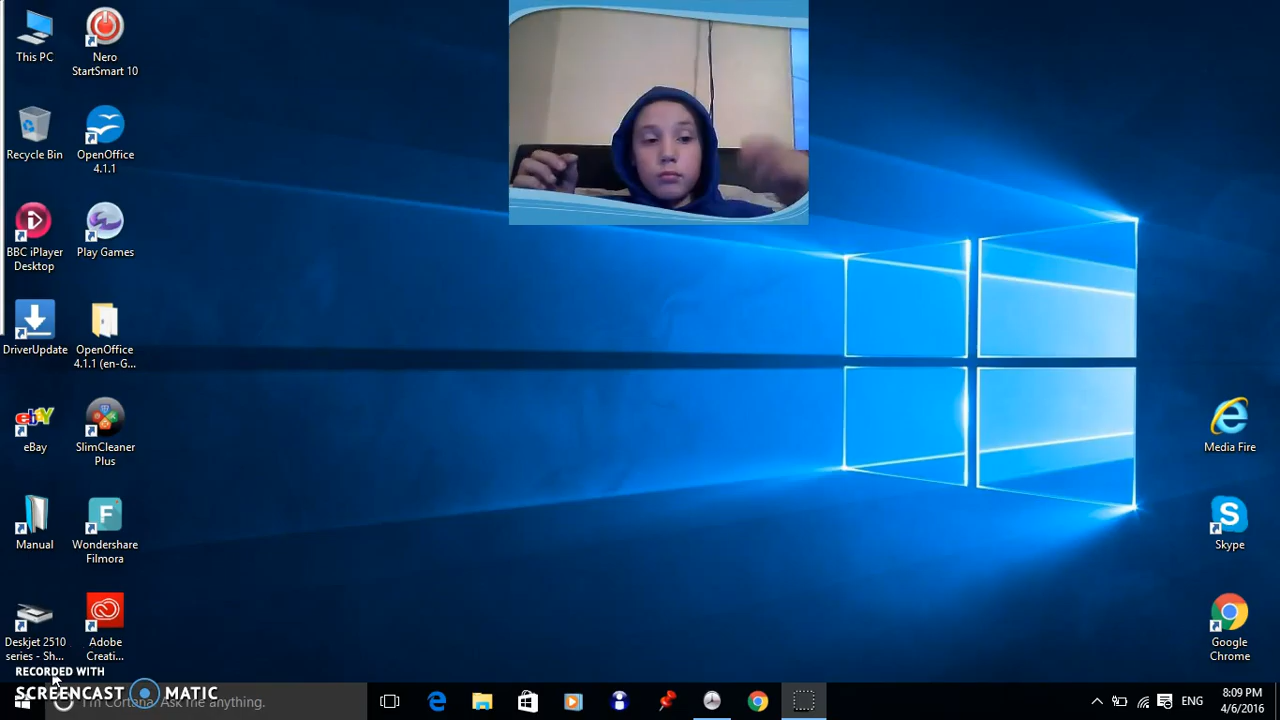 This PC
Nero
StartSmart 10
Recycle Bin
OpenOffice
4.1.1
BBC iPlayer
Desktop
Play Games
DriverUpdate
OpenOffice
4.1.1 (en-G...
eBay
SlimCleaner
Plus
Manual
F
Wondershare
Filmora
Deskjet 2510
series - Sh...
Adobe
Creati...
Media Fire
Skype
Google
Chrome
RECORDED WITH
SCREENCAST MATIC
I'm Cortana. Ask me anything.
ENG
8:09 PM
4/6/2016